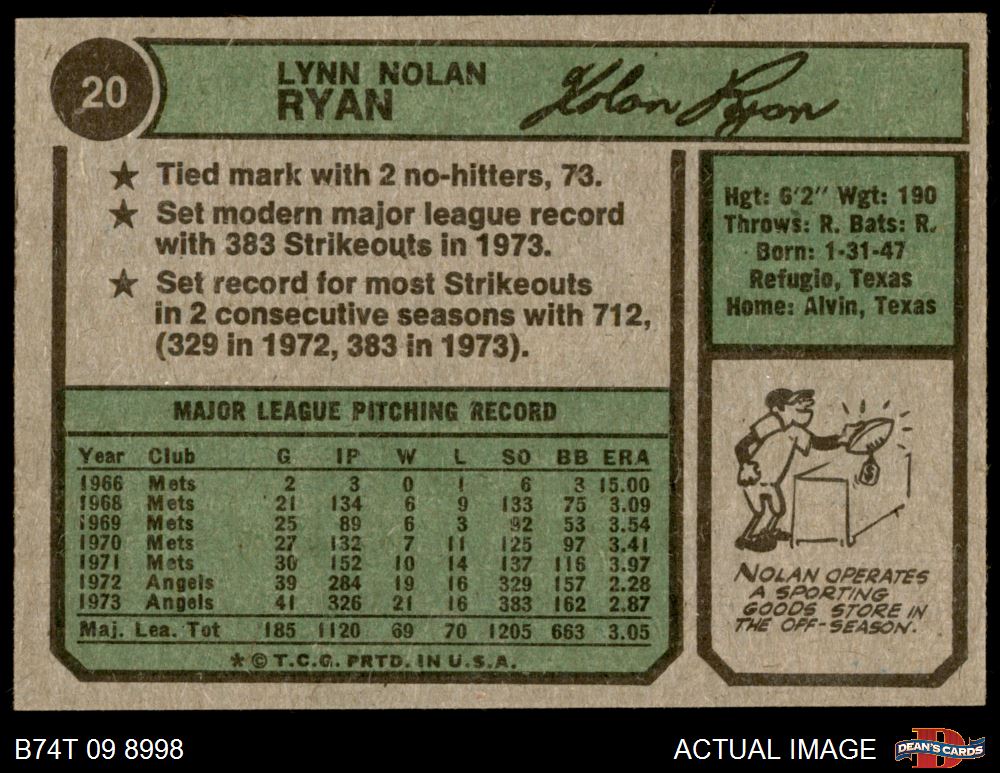 20
LYNN NOLAN
RYAN
Nolan Ryan
★ Tied mark with 2 no-hitters, 73.
★ Set modern major league record
with 383 Strikeouts in 1973.
★ Set record for most Strikeouts
in 2 consecutive seasons with 712,
(329 in 1972, 383 in 1973).
Hgt: 6'2" Wgt: 190
Throws: R. Bats: R.
Born: 1-31-47
Refugio, Texas
Home: Alvin, Texas
MAJOR LEAGUE PITCHING RECORD
Year Club G IP W L SO BB ERA
1966 Mets 2 3 0 1 6 3 15.00
1968 Mets 21 134 6 9 133 75 3.09
1969 Mets 25 89 6 3 92 53 3.54
1970 Mets 27 132 7 11 125 97 3.41
1971 Mets 30 152 10 14 137 116 3.97
1972 Angels 39 284 19 16 329 157 2.28
1973 Angels 41 326 21 16 383 162 2.87
Maj. Lea. Tot 185 1120 69 70 1205 663 3.05
★ © T.C.G. PRTD. IN U.S.A.
$
NOLAN OPERATES
A SPORTING
GOODS STORE IN
THE OFF-SEASON.
B74T 09 8998
ACTUAL IMAGE
D
DEAN'S CARDS